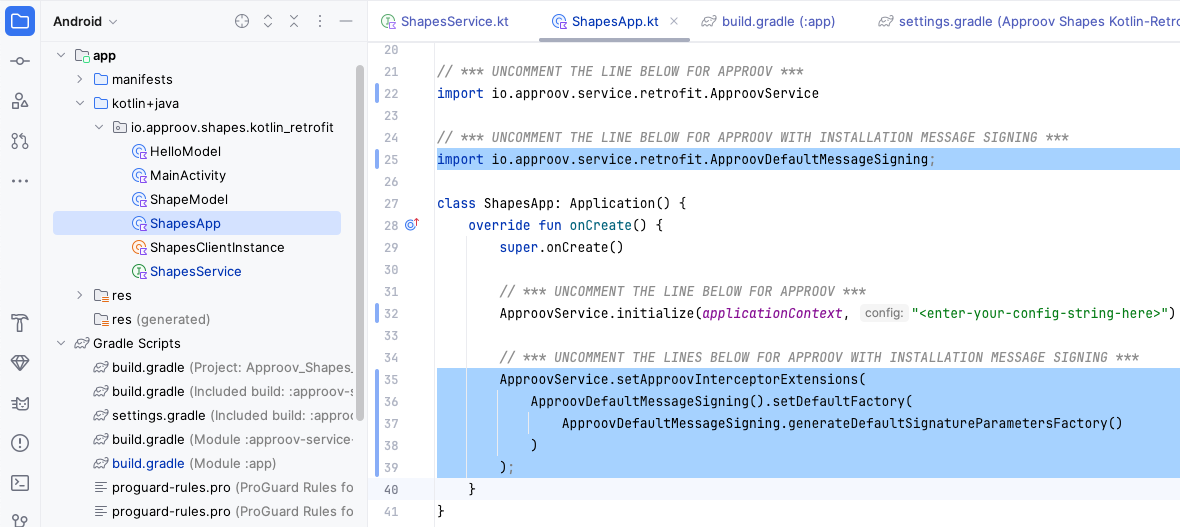 Android
app
manifests
kotlin+java
io.approov.shapes.kotlin_retrofit
HelloModel
MainActivity
ShapeModel
ShapesApp
ShapesClientInstance
ShapesService
res
res (generated)
Gradle Scripts
build.gradle (Project: Approov_Shapes_
build.gradle (Included build: :approov-s
settings.gradle (Included build: :approo
build.gradle (Module :approov-service-
build.gradle (Module :app)
proguard-rules.pro (ProGuard Rules fo
proguard-rules.pro (ProGuard Rules fo
ShapesService.kt ShapesApp.kt build.gradle (:app) settings.gradle (Approov Shapes Kotlin-Retro
20
21 // *** UNCOMMENT THE LINE BELOW FOR APPROOV ***
22 import io.approov.service.retrofit.ApproovService
23
24 // *** UNCOMMENT THE LINE BELOW FOR APPROOV WITH INSTALLATION MESSAGE SIGNING ***
25 import io.approov.service.retrofit.ApproovDefaultMessageSigning;
26
27 class ShapesApp: Application() {
28 override fun onCreate() {
29 super.onCreate()
30
31 // *** UNCOMMENT THE LINE BELOW FOR APPROOV ***
32 ApproovService.initialize(applicationContext, config: "<enter-your-config-string-here>")
33
34 // *** UNCOMMENT THE LINES BELOW FOR APPROOV WITH INSTALLATION MESSAGE SIGNING ***
35 ApproovService.setApproovInterceptorExtensions(
36 ApproovDefaultMessageSigning().setDefaultFactory(
37 ApproovDefaultMessageSigning.generateDefaultSignatureParametersFactory()
38 )
39 );
40 }
41 }